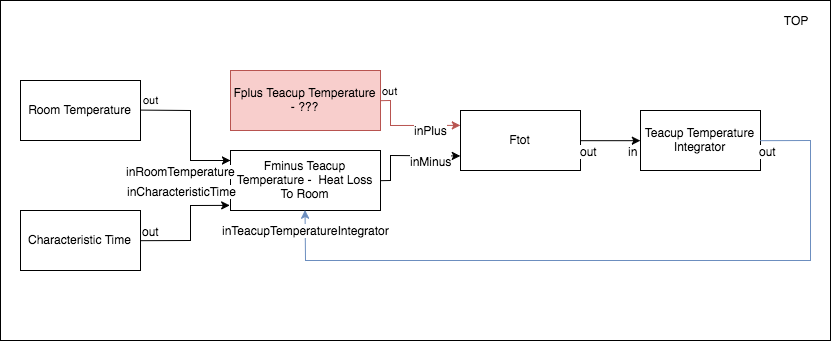 TOP
Room Temperature
out
Fplus Teacup Temperature
- ???
out
inPlus
Ftot
out
in
Teacup Temperature
Integrator
out
inRoomTemperature
inCharacteristicTime
Fminus Teacup
Temperature -  Heat Loss
To Room
inMinus
Characteristic Time
out
inTeacupTemperatureIntegrator